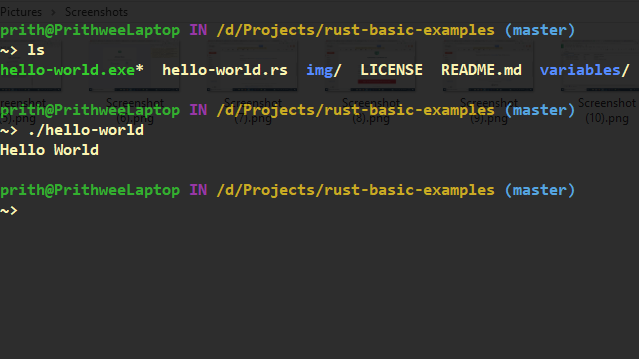 Pictures > Screenshots
prith@PrithweeLaptop IN /d/Projects/rust-basic-examples (master)
~> ls
hello-world.exe* hello-world.rs img/ LICENSE README.md variables/
Screenshot Screenshot Screenshot Screenshot Screenshot
prith@PrithweeLaptop IN /d/Projects/rust-basic-examples (master)
(7).png (8).png (9).png (10).png
~> ./hello-world
Hello World
prith@PrithweeLaptop IN /d/Projects/rust-basic-examples (master)
~>